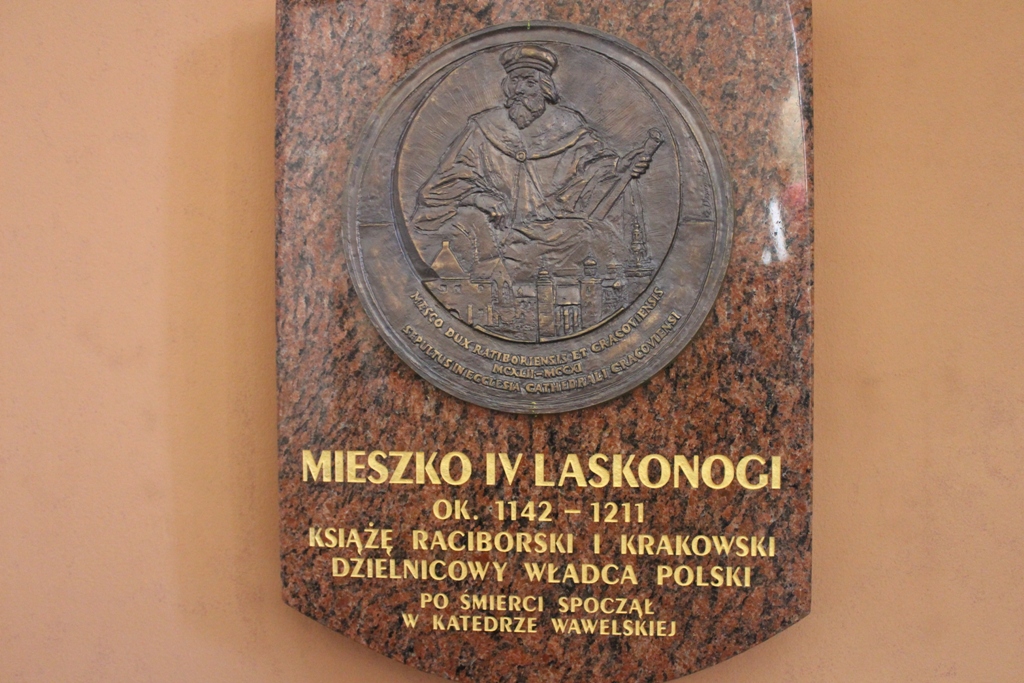 MESCO DUX RATIBORIENSIS ET CRACOVIENSIS
MCXLII-MCCXI
SEPULTUS IN ECCLESIA CATHEDRALI CRACOVIENSI
MIESZKO IV LASKONOGI
OK. 1142 – 1211
KSIĄŻĘ RACIBORSKI I KRAKOWSKI
DZIELNICOWY WŁADCA POLSKI
PO ŚMIERCI SPOCZĄŁ
W KATEDRZE WAWELSKIEJ